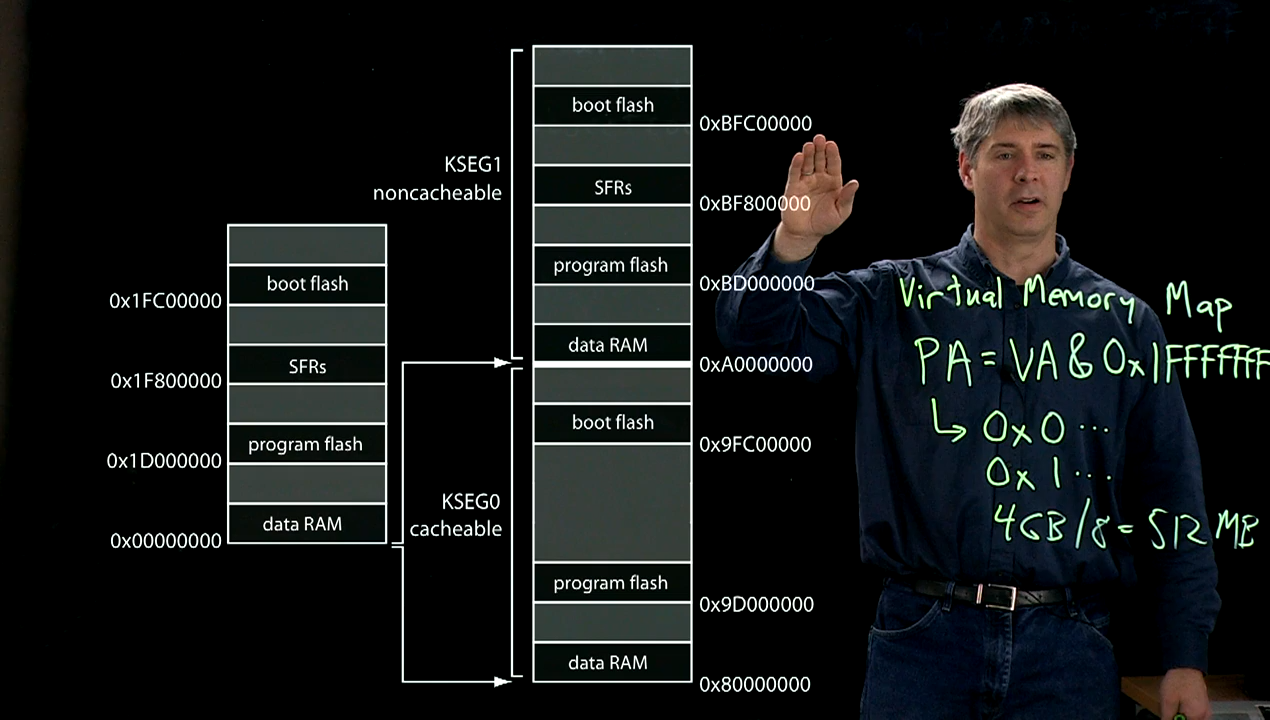 boot flash
0x1FC00000
SFRs
0x1F800000
program flash
0x1D000000
data RAM
0x00000000
KSEG1
noncacheable
KSEG0
cacheable
boot flash
0xBFC00000
SFRs
0xBF800000
program flash
0xBD000000
data RAM
0xA0000000
boot flash
0x9FC00000
program flash
0x9D000000
data RAM
0x80000000
Virtual Memory Map
PA = VA & 0x1FFFFFFF
↳ 0x0 ...
0x1 ...
4GB/8 = 512 MB